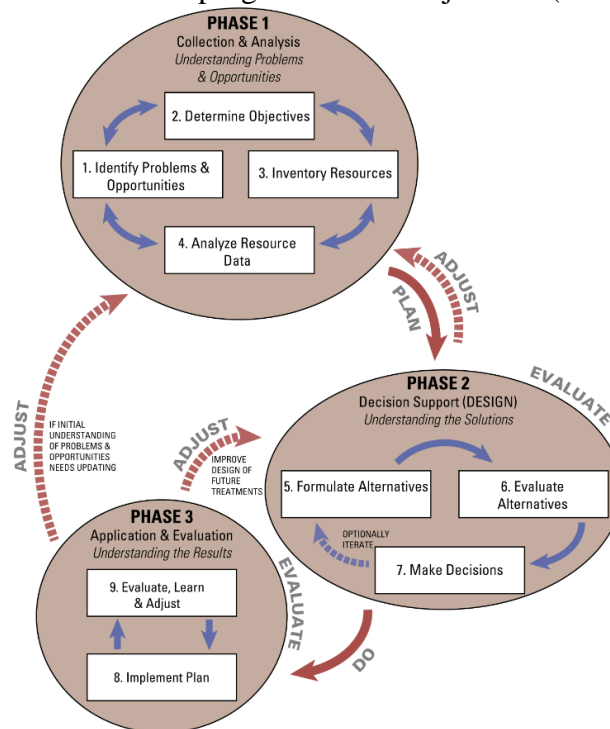 PHASE 1
Collection & Analysis
Understanding Problems
& Opportunities
2. Determine Objectives
1. Identify Problems &
Opportunities
3. Inventory Resources
4. Analyze Resource
Data
ADJUST
PLAN
EVALUATE
PHASE 2
Decision Support (DESIGN)
Understanding the Solutions
5. Formulate Alternatives
6. Evaluate
Alternatives
OPTIONALLY
ITERATE
7. Make Decisions
ADJUST
IF INITIAL
UNDERSTANDING
OF PROBLEMS &
OPPORTUNITIES
NEEDS UPDATING
ADJUST
IMPROVE
DESIGN OF
FUTURE
TREATMENTS
PHASE 3
Application & Evaluation
Understanding the Results
EVALUATE
9. Evaluate, Learn
& Adjust
8. Implement Plan
DO